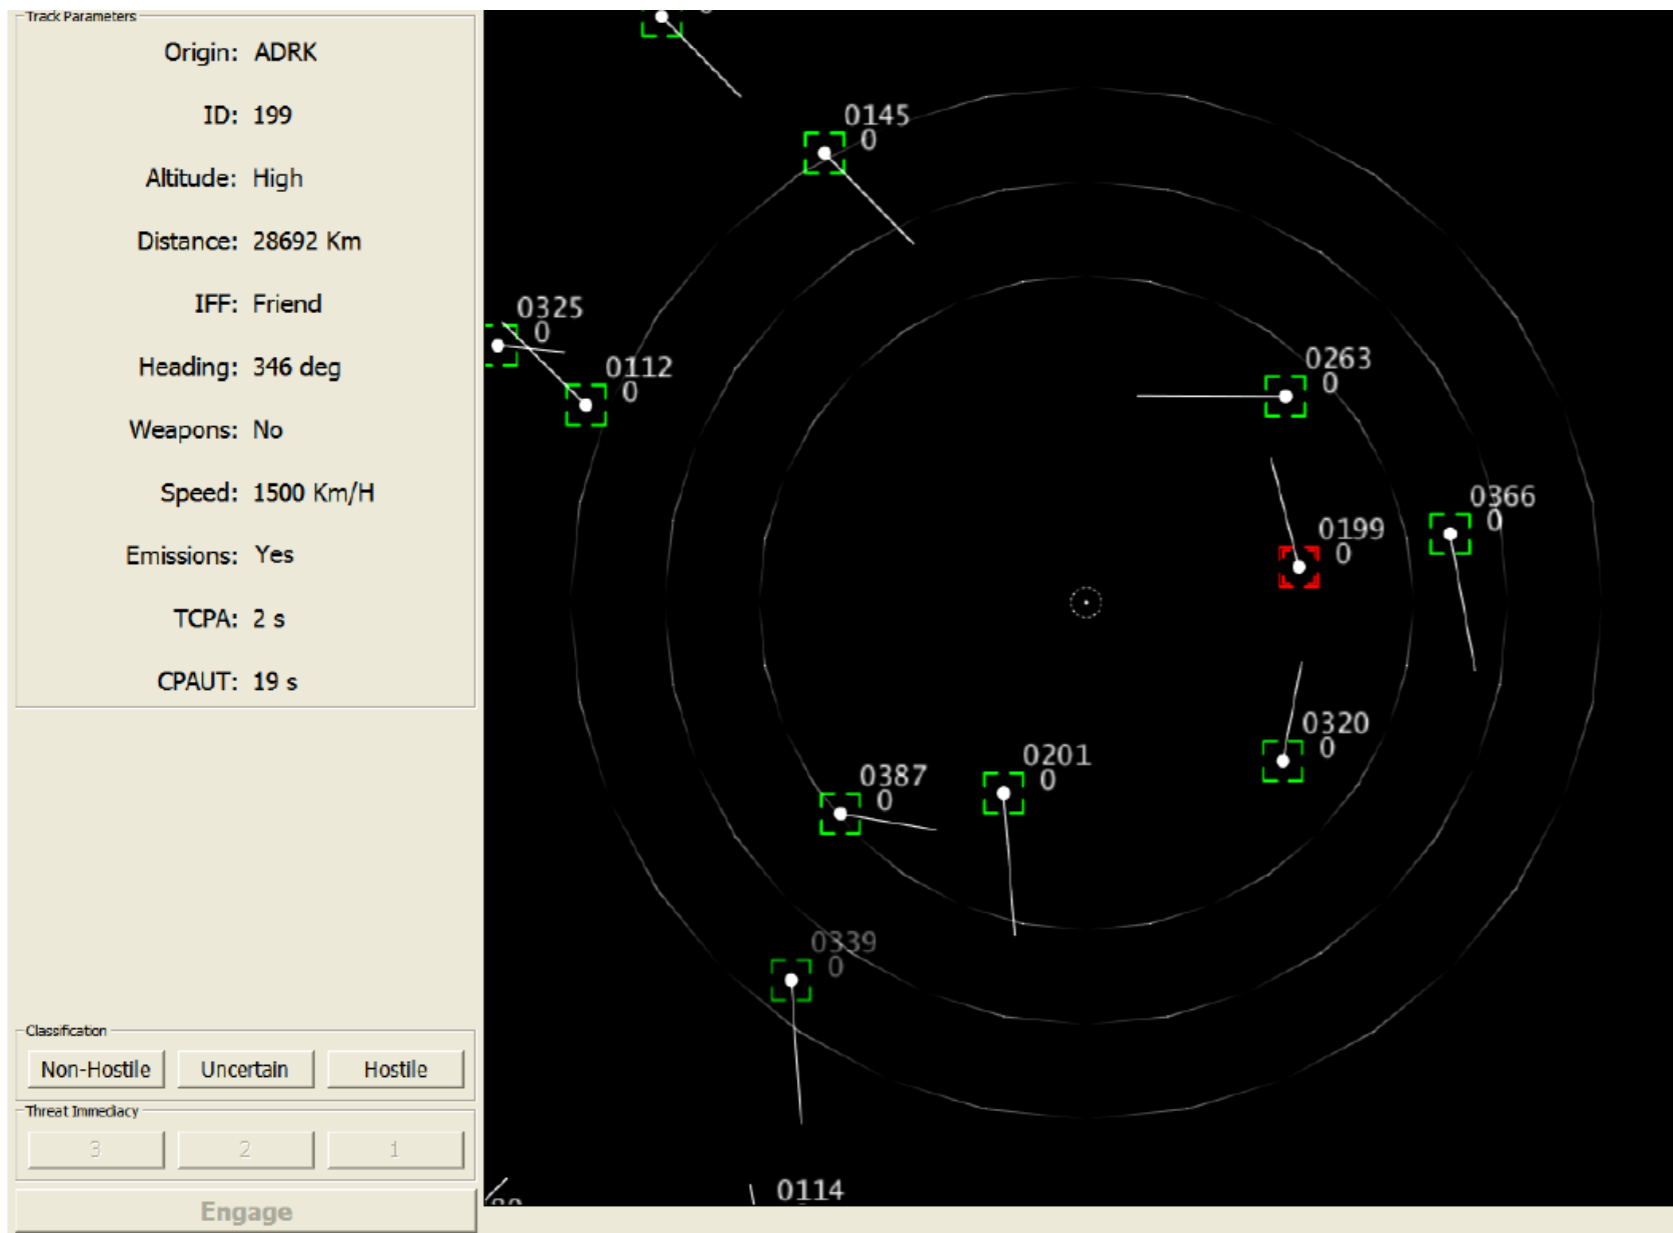 Track Parameters
Origin: ADRK
ID: 199
Altitude: High
Distance: 28692 Km
IFF: Friend
Heading: 346 deg
Weapons: No
Speed: 1500 Km/H
Emissions: Yes
TCPA: 2 s
CPAUT: 19 s
Classification
Non-Hostile Uncertain Hostile
Threat Immediacy
3 2 1
Engage
0145
0
0325
0
0112
0
0263
0
0366
0
0199
0
0320
0
0201
0
0387
0
0339
0
0114